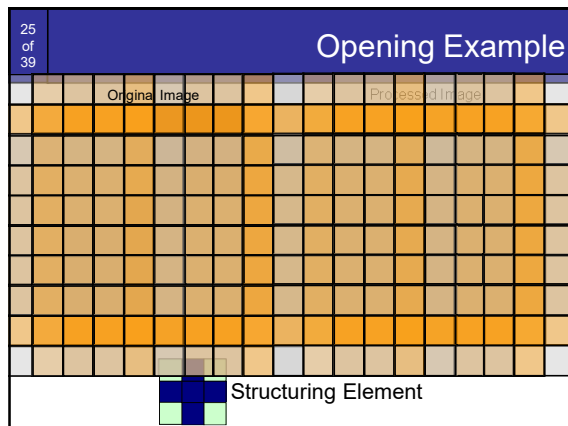 25
of
39
Opening Example
Original Image
Processed Image
Structuring Element